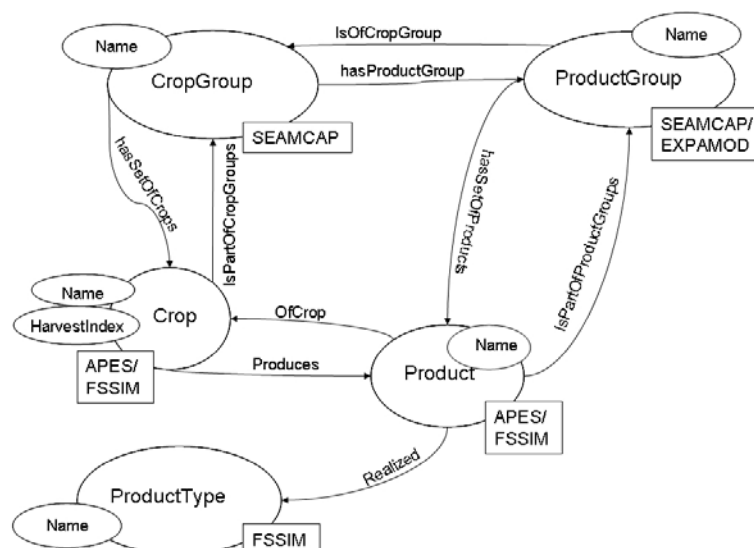 Name
CropGroup
SEAMCAP
IsOfCropGroup
hasProductGroup
Name
ProductGroup
SEAMCAP/
EXPAMOD
hasSetOfCrops
IsPartOfCropGroups
hasSetOfProducts
IsPartOfProductGroups
Name
HarvestIndex
Crop
APES/
FSSIM
OfCrop
Produces
Name
Product
APES/
FSSIM
Realized
ProductType
Name
FSSIM